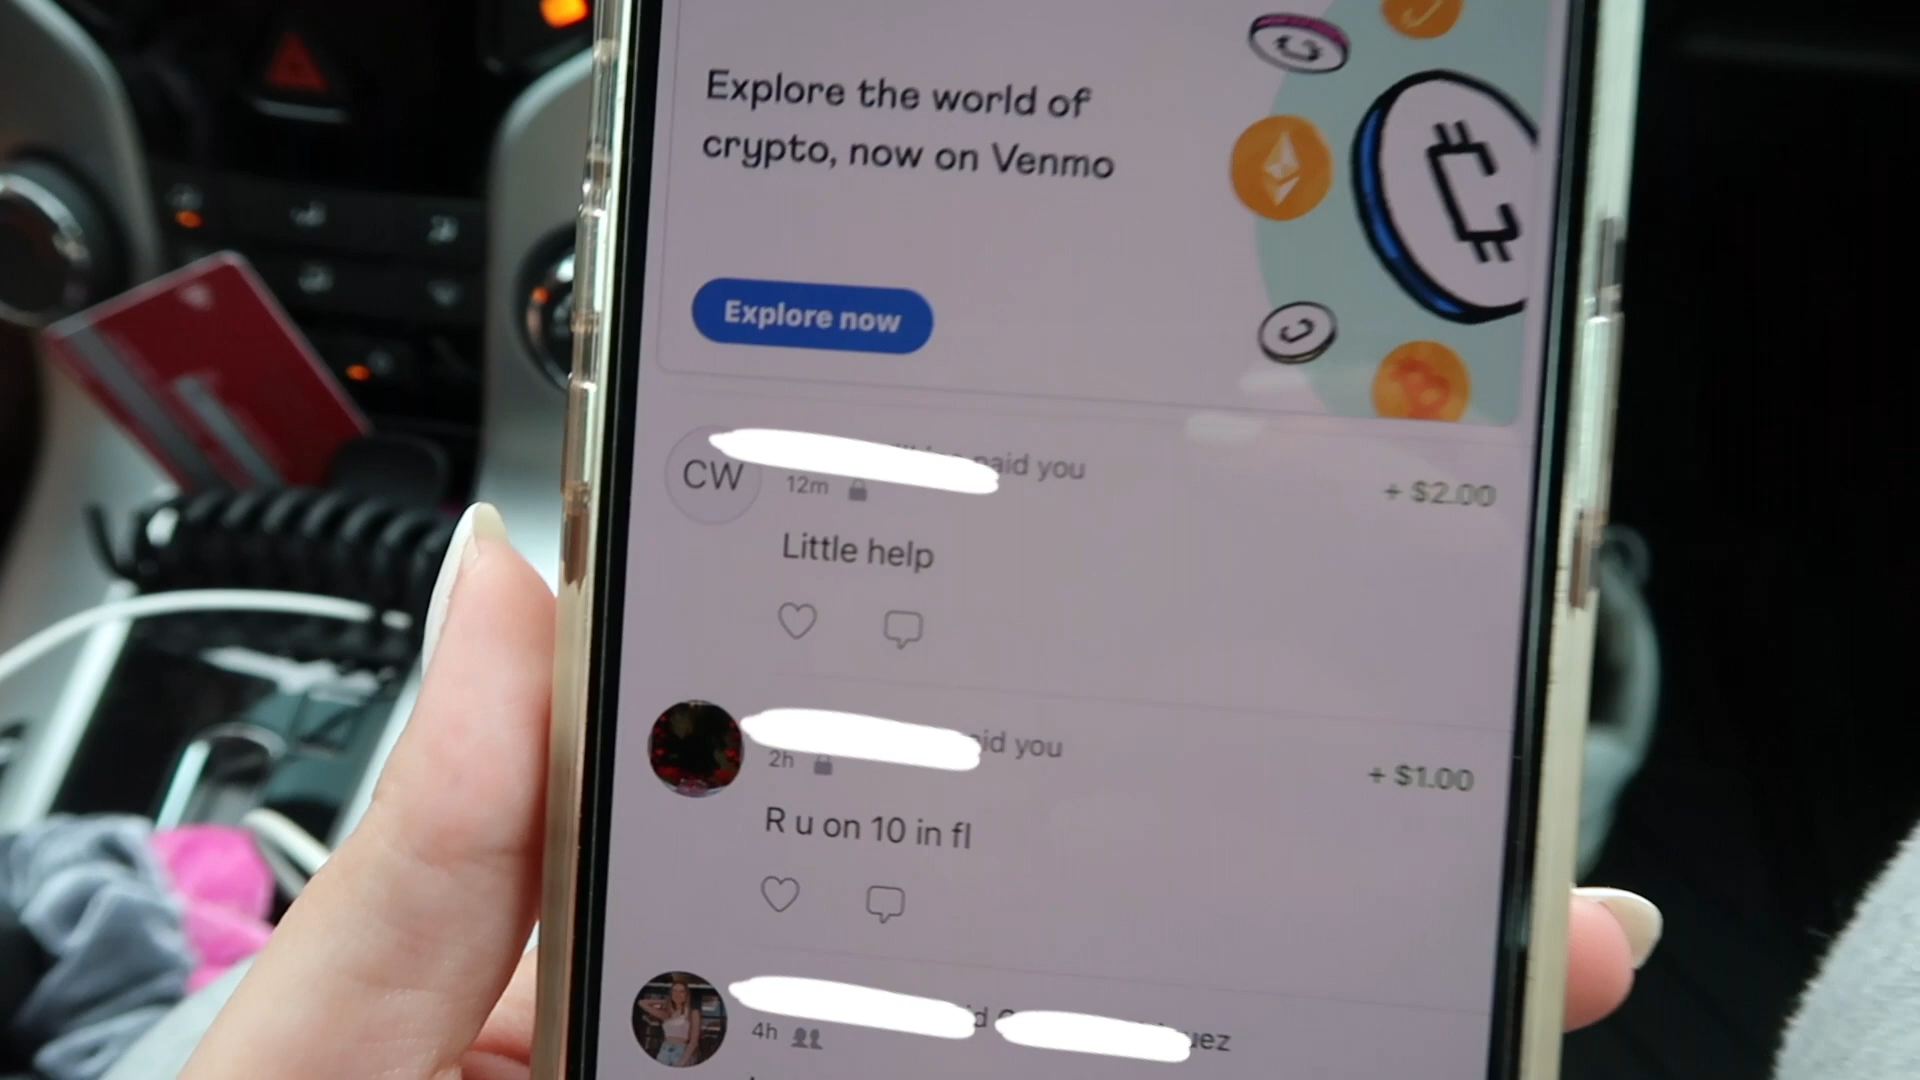 Explore the world of
crypto, now on Venmo
Explore now
CW
paid you
12m
+ $2.00
Little help
id you
2h
+ $1.00
R u on 10 in fl
4h